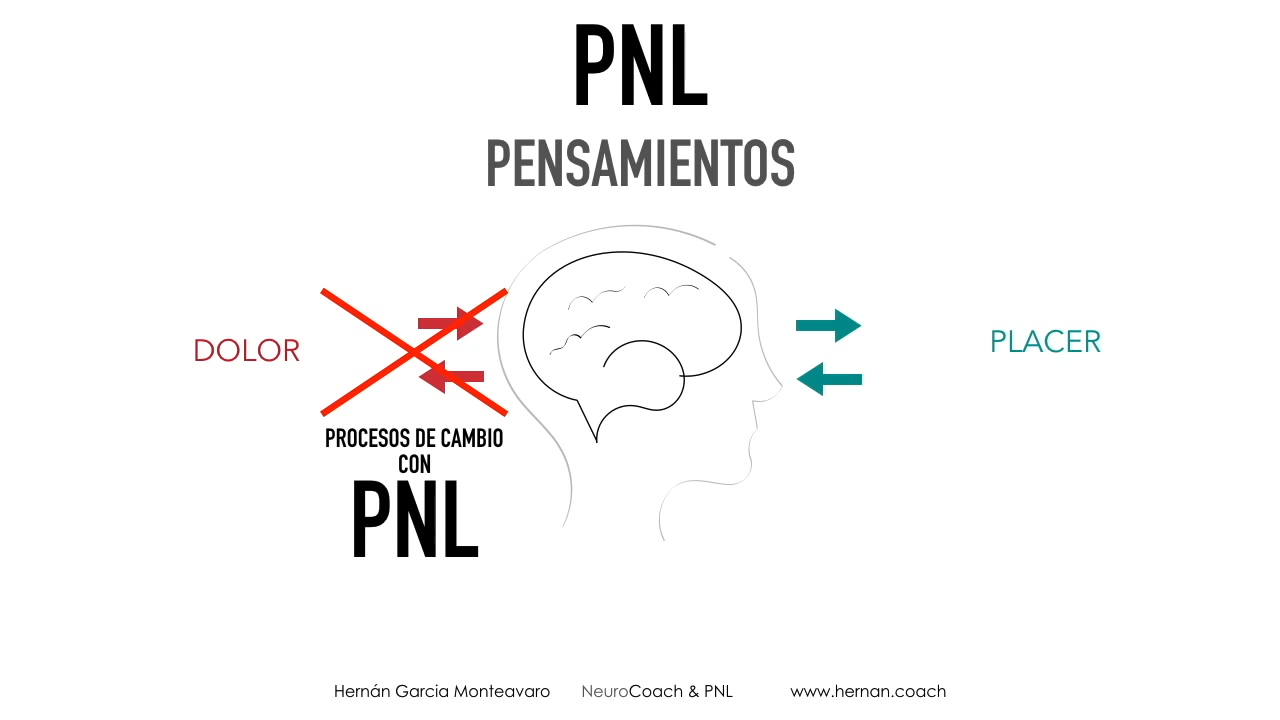 PNL
PENSAMIENTOS
DOLOR
PLACER
PROCESOS DE CAMBIO
CON
PNL
Hernán Garcia Monteavaro NeuroCoach & PNL www.hernan.coach